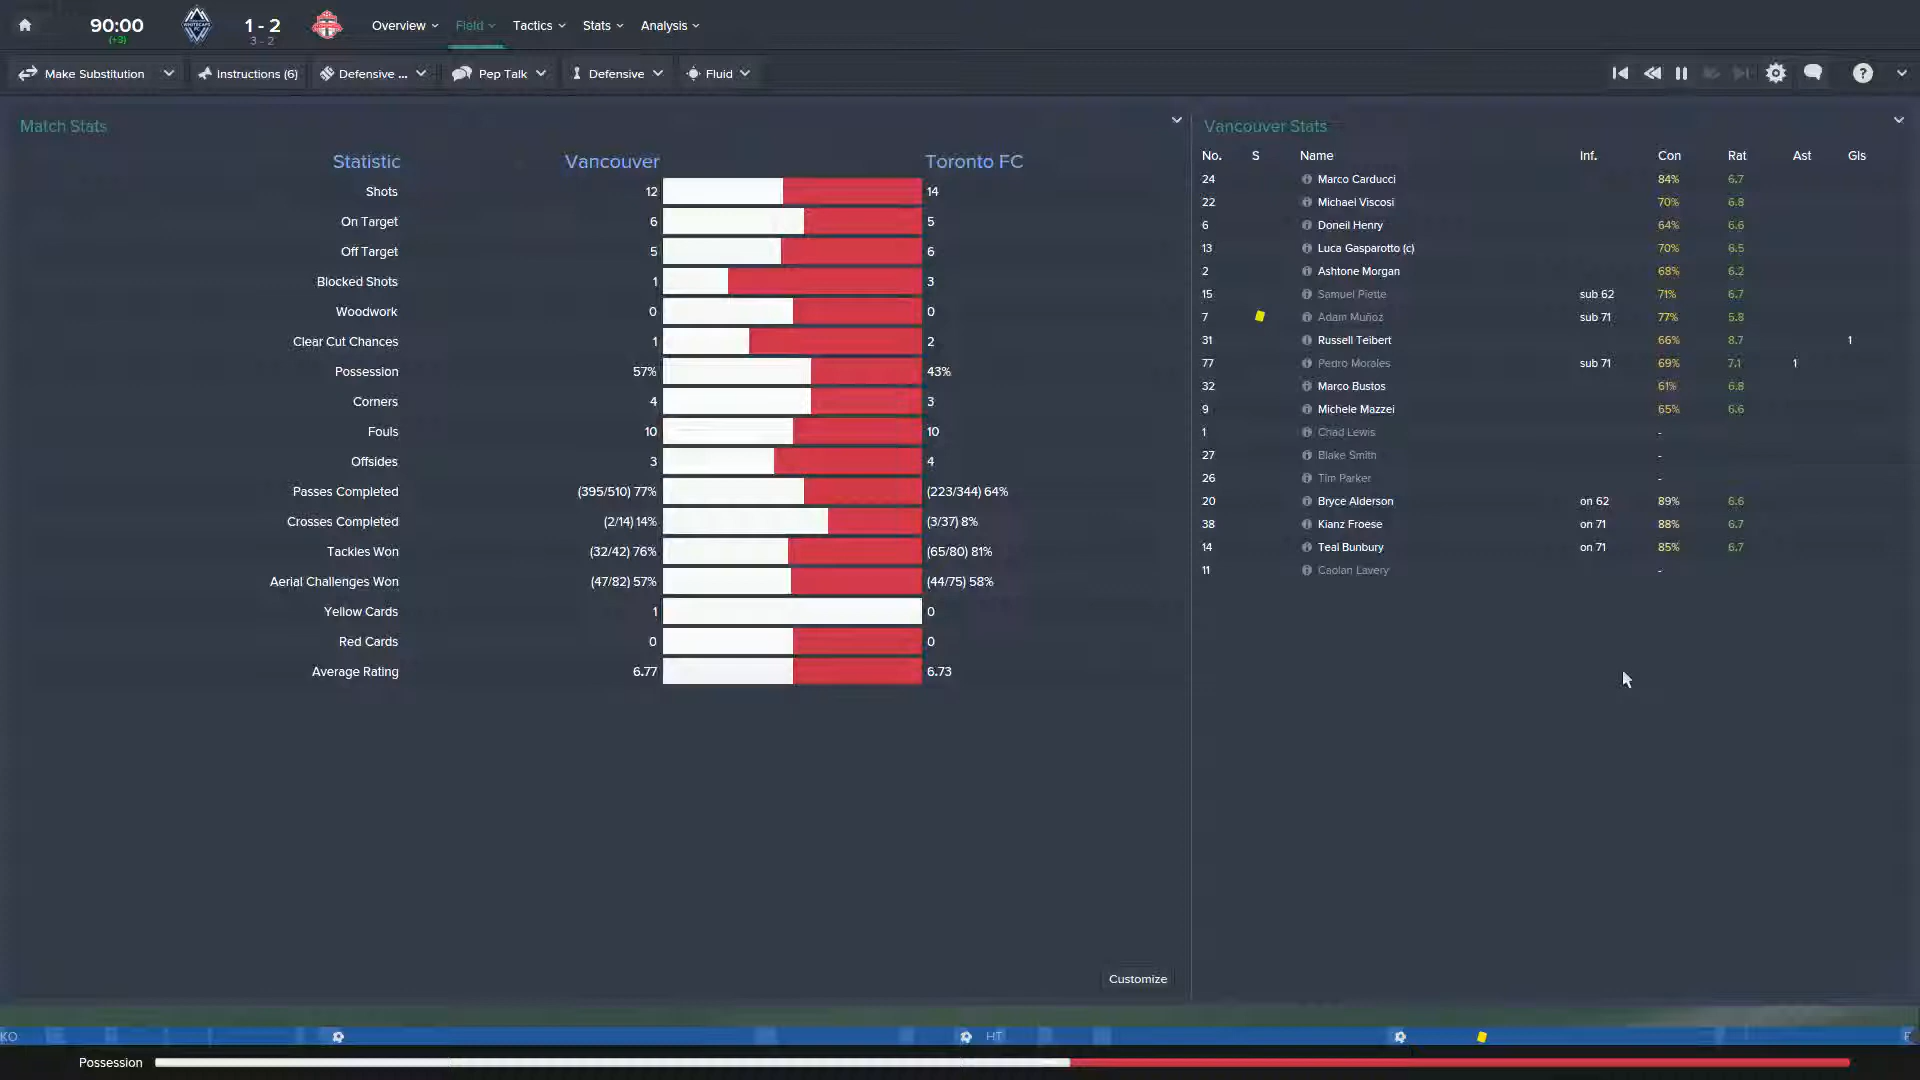 90:00 1 - 2 Overview Field Tactics Stats Analysis
(+3) 3 - 2
WHITECAPS FC
Make Substitution Instructions (6) Defensive ... Pep Talk Defensive Fluid ?
Match Stats
Statistic Vancouver Toronto FC
Shots 12 14
On Target 6 5
Off Target 5 6
Blocked Shots 1 3
Woodwork 0 0
Clear Cut Chances 1 2
Possession 57% 43%
Corners 4 3
Fouls 10 10
Offsides 3 4
Passes Completed (395/510) 77% (223/344) 64%
Crosses Completed (2/14) 14% (3/37) 8%
Tackles Won (32/42) 76% (65/80) 81%
Aerial Challenges Won (47/82) 57% (44/75) 58%
Yellow Cards 1 0
Red Cards 0 0
Average Rating 6.77 6.73
Customize
Vancouver Stats
No. S Name Inf. Con Rat Ast Gls
24 Marco Carducci 84% 6.7
22 Michael Viscosi 70% 6.8
6 Doneil Henry 64% 6.6
13 Luca Gasparotto (c) 70% 6.5
2 Ashtone Morgan 68% 6.2
15 Samuel Piette sub 62 71% 6.7
7 Adam Muñoz sub 71 77% 5.8
31 Russell Teibert 66% 8.7 1
77 Pedro Morales sub 71 69% 7.1 1
32 Marco Bustos 61% 6.8
9 Michele Mazzei 65% 6.6
1 Chad Lewis -
27 Blake Smith -
26 Tim Parker -
20 Bryce Alderson on 62 89% 6.6
38 Kianz Froese on 71 88% 6.7
14 Teal Bunbury on 71 85% 6.7
11 Caolan Lavery -
KO HT F
Possession